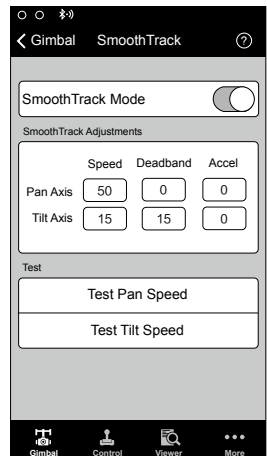 Gimbal SmoothTrack ?
SmoothTrack Mode
SmoothTrack Adjustments
Speed Deadband Accel
Pan Axis 50 0 0
Tilt Axis 15 15 0
Test
Test Pan Speed
Test Tilt Speed
Gimbal Control Viewer More